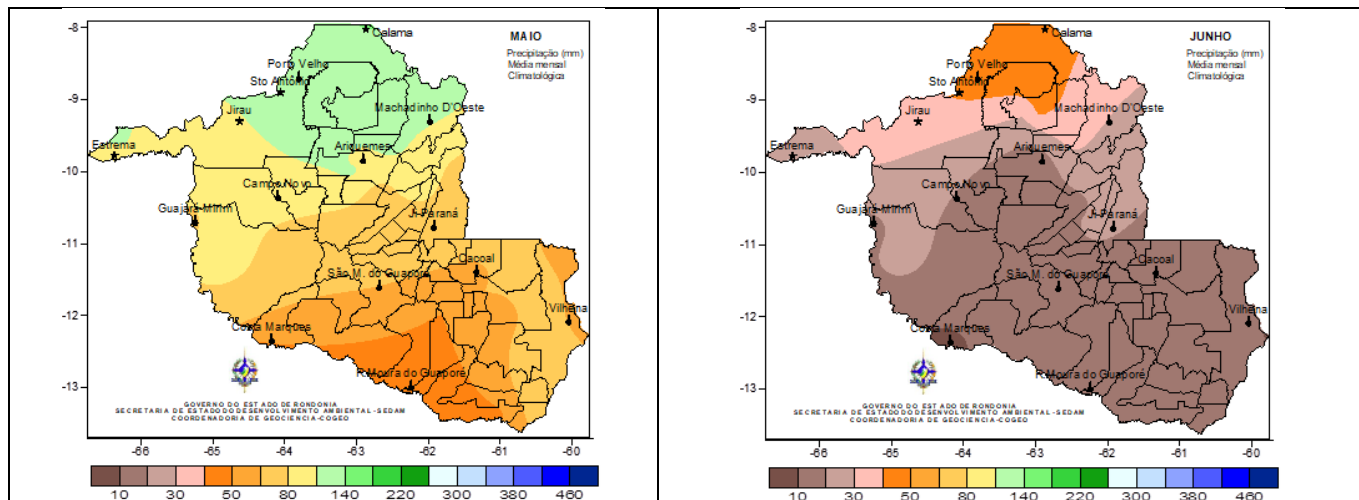 MAIO
Precipitação (mm)
Média mensal
Climatológica
-8
-9
-10
-11
-12
-13
Calama
Porto Velho
Sto Antônio
Jirau
Machadinho D'Oeste
Estrema
Ariquemes
Campo Novo
Guajará-Mirim
Ji-Paraná
Cacoal
São M. do Guaporé
Vilhena
Costa Marques
R.Moura do Guaporé
GOVERNO DO ESTADO DE RONDONIA
SECRETARIA DE ESTADO DO DESENVOLVIMENTO AMBIENTAL-SEDAM
COORDENADORIA DE GEOCIENCIA-COGEO
-66 -65 -64 -63 -62 -61 -60
10 30 50 80 140 220 300 380 460
JUNHO
Precipitação (mm)
Média mensal
Climatológica
-8
-9
-10
-11
-12
-13
Calama
Porto Velho
Sto Antônio
Jirau
Machadinho D'Oeste
Estrema
Ariquemes
Campo Novo
Guajará-Mirim
Ji-Paraná
Cacoal
São M. do Guaporé
Vilhena
Costa Marques
R.Moura do Guaporé
GOVERNO DO ESTADO DE RONDONIA
SECRETARIA DE ESTADO DO DESENVOLVIMENTO AMBIENTAL-SEDAM
COORDENADORIA DE GEOCIENCIA-COGEO
-66 -65 -64 -63 -62 -61 -60
10 30 50 80 140 220 300 380 460